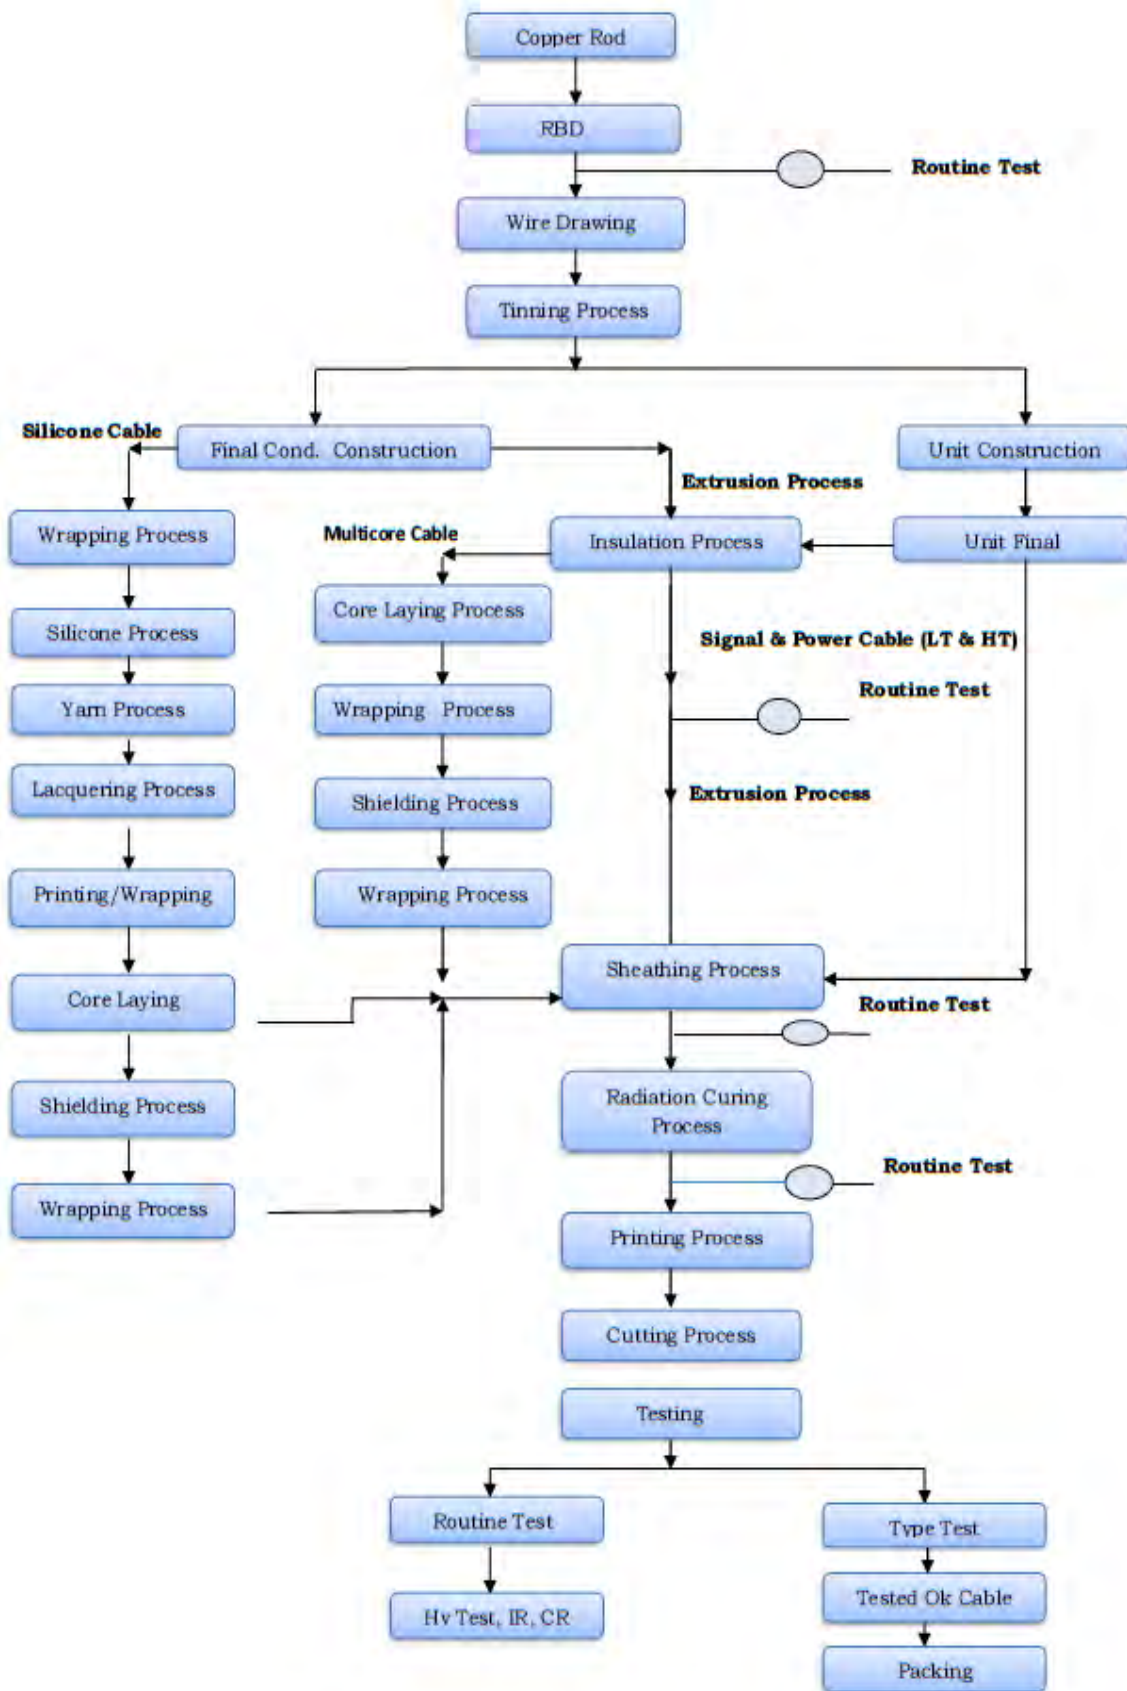 Copper Rod
RBD
Routine Test
Wire Drawing
Tinning Process
Silicone Cable
Final Cond. Construction
Unit Construction
Extrusion Process
Wrapping Process
Multicore Cable
Insulation Process
Unit Final
Core Laying Process
Silicone Process
Signal & Power Cable (LT & HT)
Routine Test
Yarn Process
Wrapping Process
Lacquering Process
Shielding Process
Extrusion Process
Printing/Wrapping
Wrapping Process
Sheathing Process
Core Laying
Routine Test
Shielding Process
Radiation Curing
Process
Routine Test
Wrapping Process
Printing Process
Cutting Process
Testing
Routine Test
Type Test
Tested Ok Cable
Hv Test, IR, CR
Packing